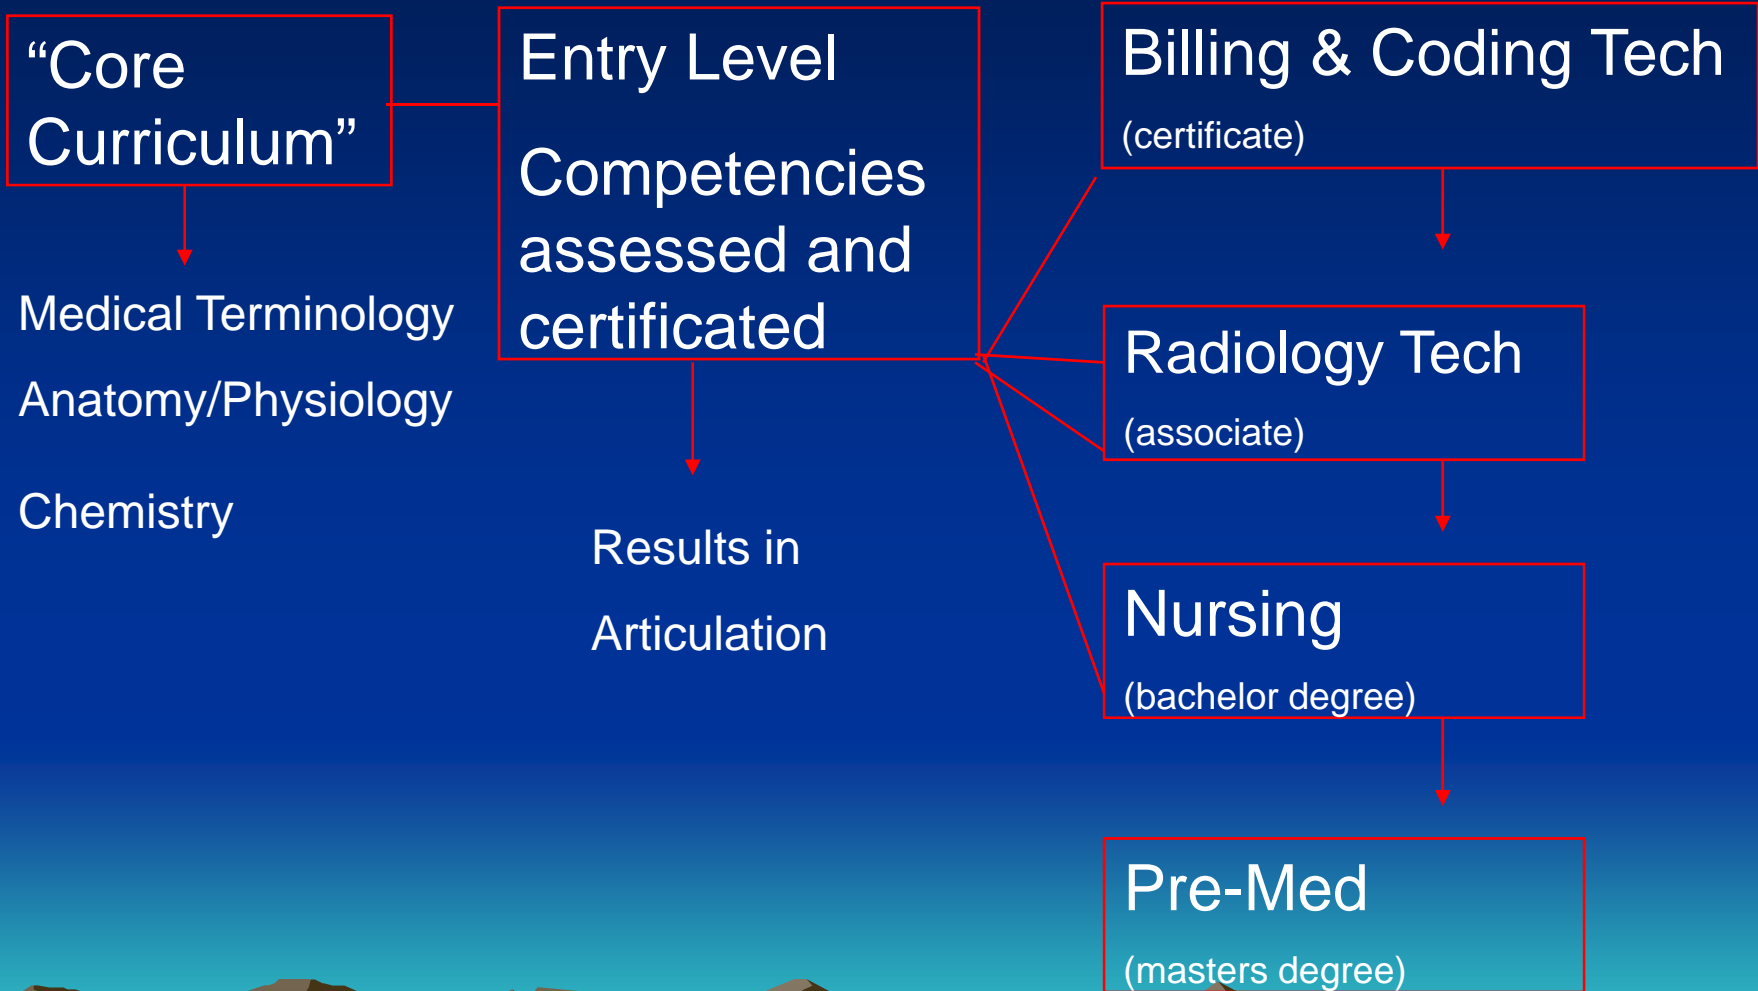 “Core
Curriculum”
Medical Terminology
Anatomy/Physiology
Chemistry
Entry Level
Competencies
assessed and
certificated
Results in
Articulation
Billing & Coding Tech
(certificate)
Radiology Tech
(associate)
Nursing
(bachelor degree)
Pre-Med
(masters degree)